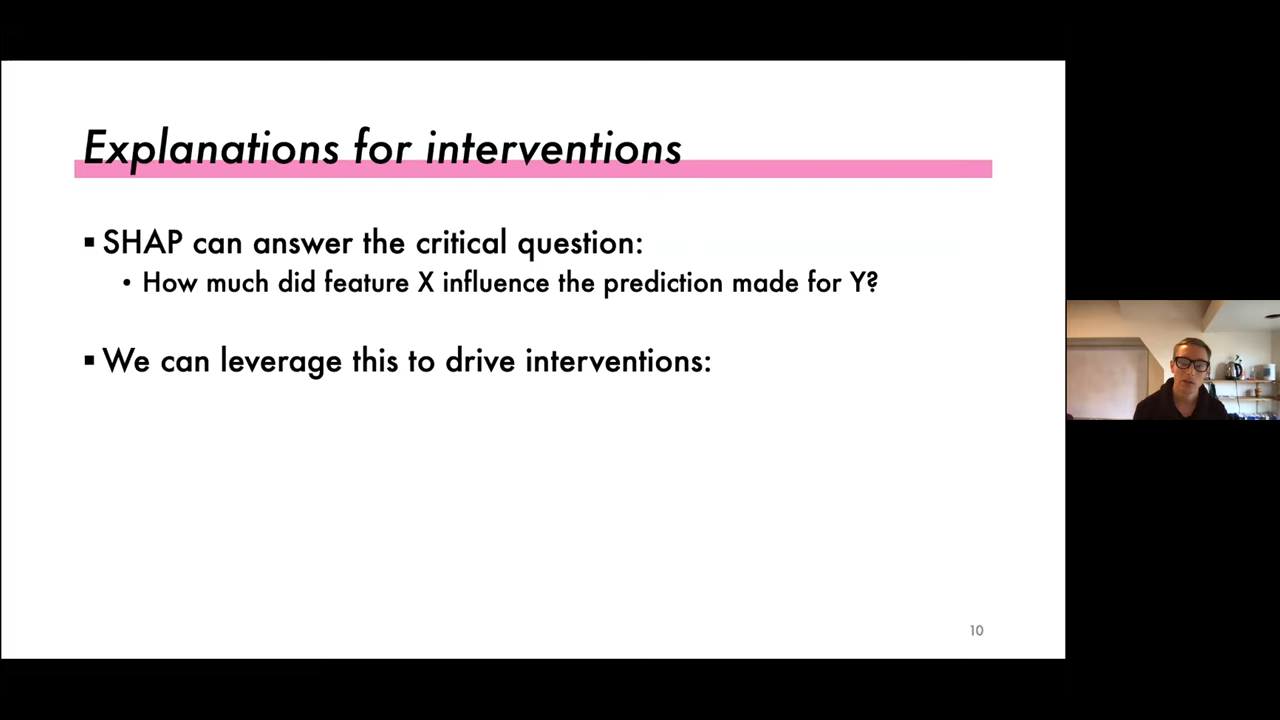 Explanations for interventions
▪ SHAP can answer the critical question:
• How much did feature X influence the prediction made for Y?
▪ We can leverage this to drive interventions:
10